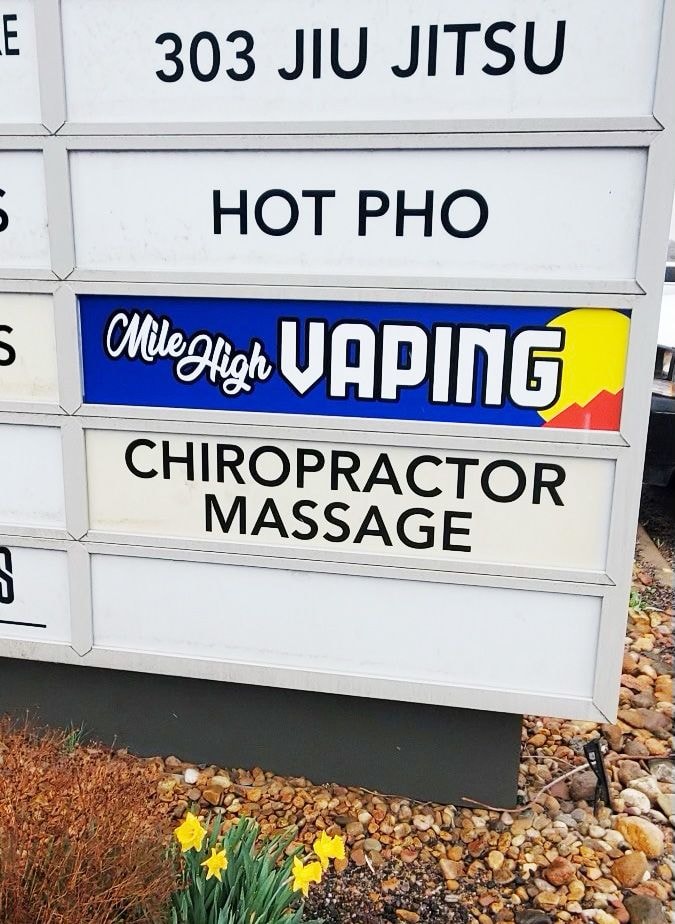 E
303 JIU JITSU
S
HOT PHO
S
Mile High VAPING
CHIROPRACTOR
MASSAGE
S